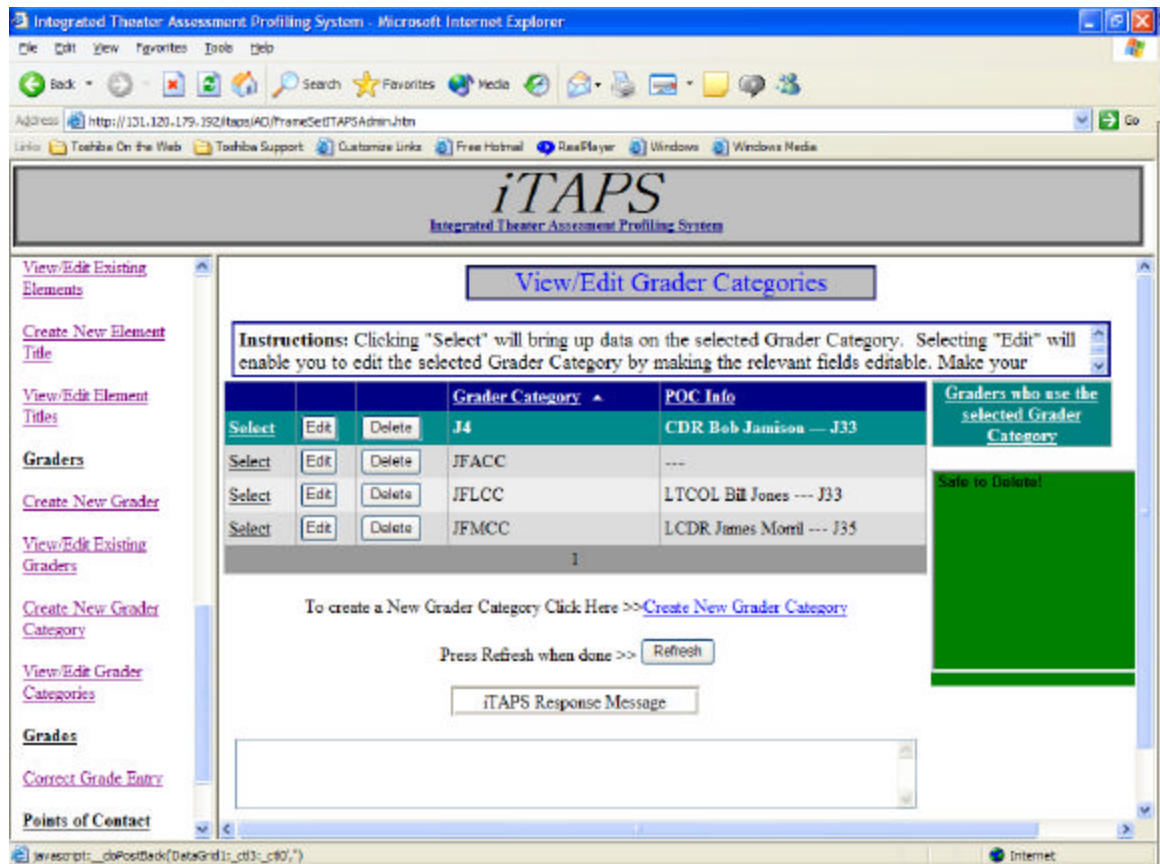 Integrated Theater Assessment Profiling System - Microsoft Internet Explorer
File Edit View Favorites Tools Help
Back Search Favorites Media
Address http://131.120.179.192/itaps/AO/FrameSetITAPSAdmin.htm Go
Links Toshiba On the Web Toshiba Support Customize Links Free Hotmail RealPlayer Windows Windows Media
iTAPS
Integrated Theater Assessment Profiling System
View/Edit Existing
Elements
Create New Element
Title
View/Edit Element
Titles
Graders
Create New Grader
View/Edit Existing
Graders
Create New Grader
Category
View/Edit Grader
Categories
Grades
Correct Grade Entry
Points of Contact
View/Edit Grader Categories
Instructions: Clicking "Select" will bring up data on the selected Grader Category. Selecting "Edit" will
enable you to edit the selected Grader Category by making the relevant fields editable. Make your
Grader Category POC Info
Select Edit Delete J4 CDR Bob Jamison --- J33
Select Edit Delete JFACC ---
Select Edit Delete JFLCC LTCOL Bill Jones --- J33
Select Edit Delete JFMCC LCDR James Morril --- J35
1
Graders who use the
selected Grader
Category
Safe to Delete!
To create a New Grader Category Click Here >>Create New Grader Category
Press Refresh when done >> Refresh
iTAPS Response Message
javascript:__doPostBack('DataGrid1:_ctl3:_ctl0','') Internet